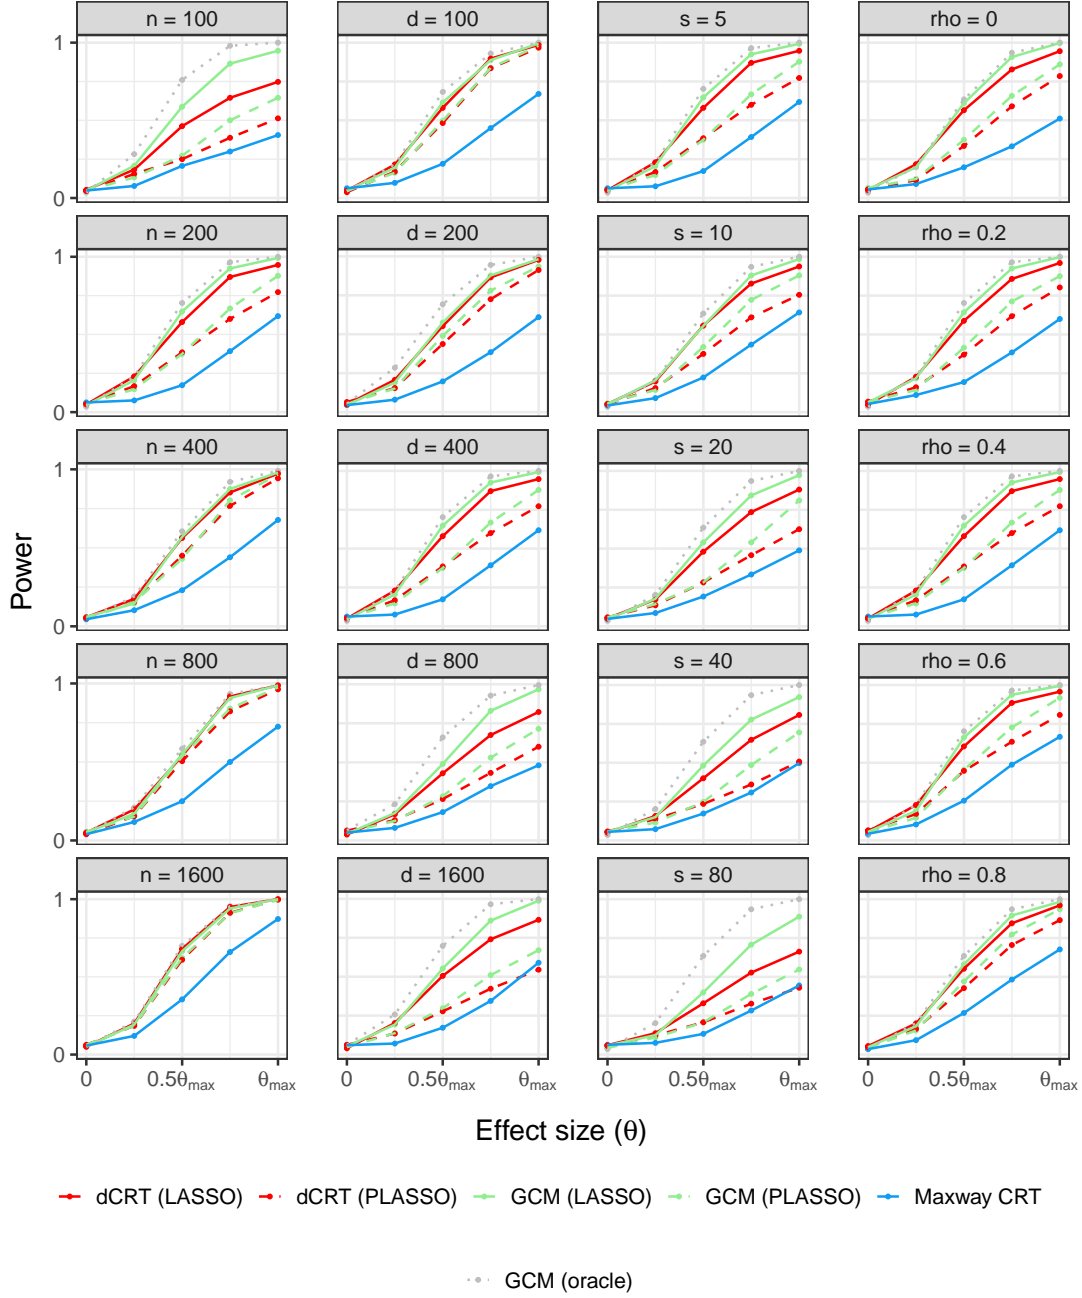 n = 100
d = 100
s = 5
rho = 0
1
0
n = 200
d = 200
s = 10
rho = 0.2
1
0
n = 400
d = 400
s = 20
rho = 0.4
1
0
n = 800
d = 800
s = 40
rho = 0.6
1
0
n = 1600
d = 1600
s = 80
rho = 0.8
1
0
Power
0 0.5θmax θmax
0 0.5θmax θmax
0 0.5θmax θmax
0 0.5θmax θmax
Effect size (θ)
dCRT (LASSO) dCRT (PLASSO) GCM (LASSO) GCM (PLASSO) Maxway CRT
GCM (oracle)